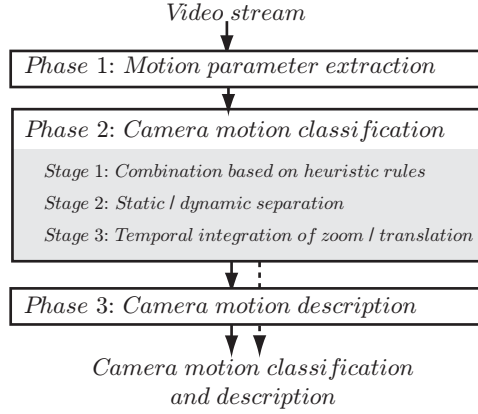 Video stream
Phase 1: Motion parameter extraction
Phase 2: Camera motion classification
Stage 1: Combination based on heuristic rules
Stage 2: Static / dynamic separation
Stage 3: Temporal integration of zoom / translation
Phase 3: Camera motion description
Camera motion classification
and description